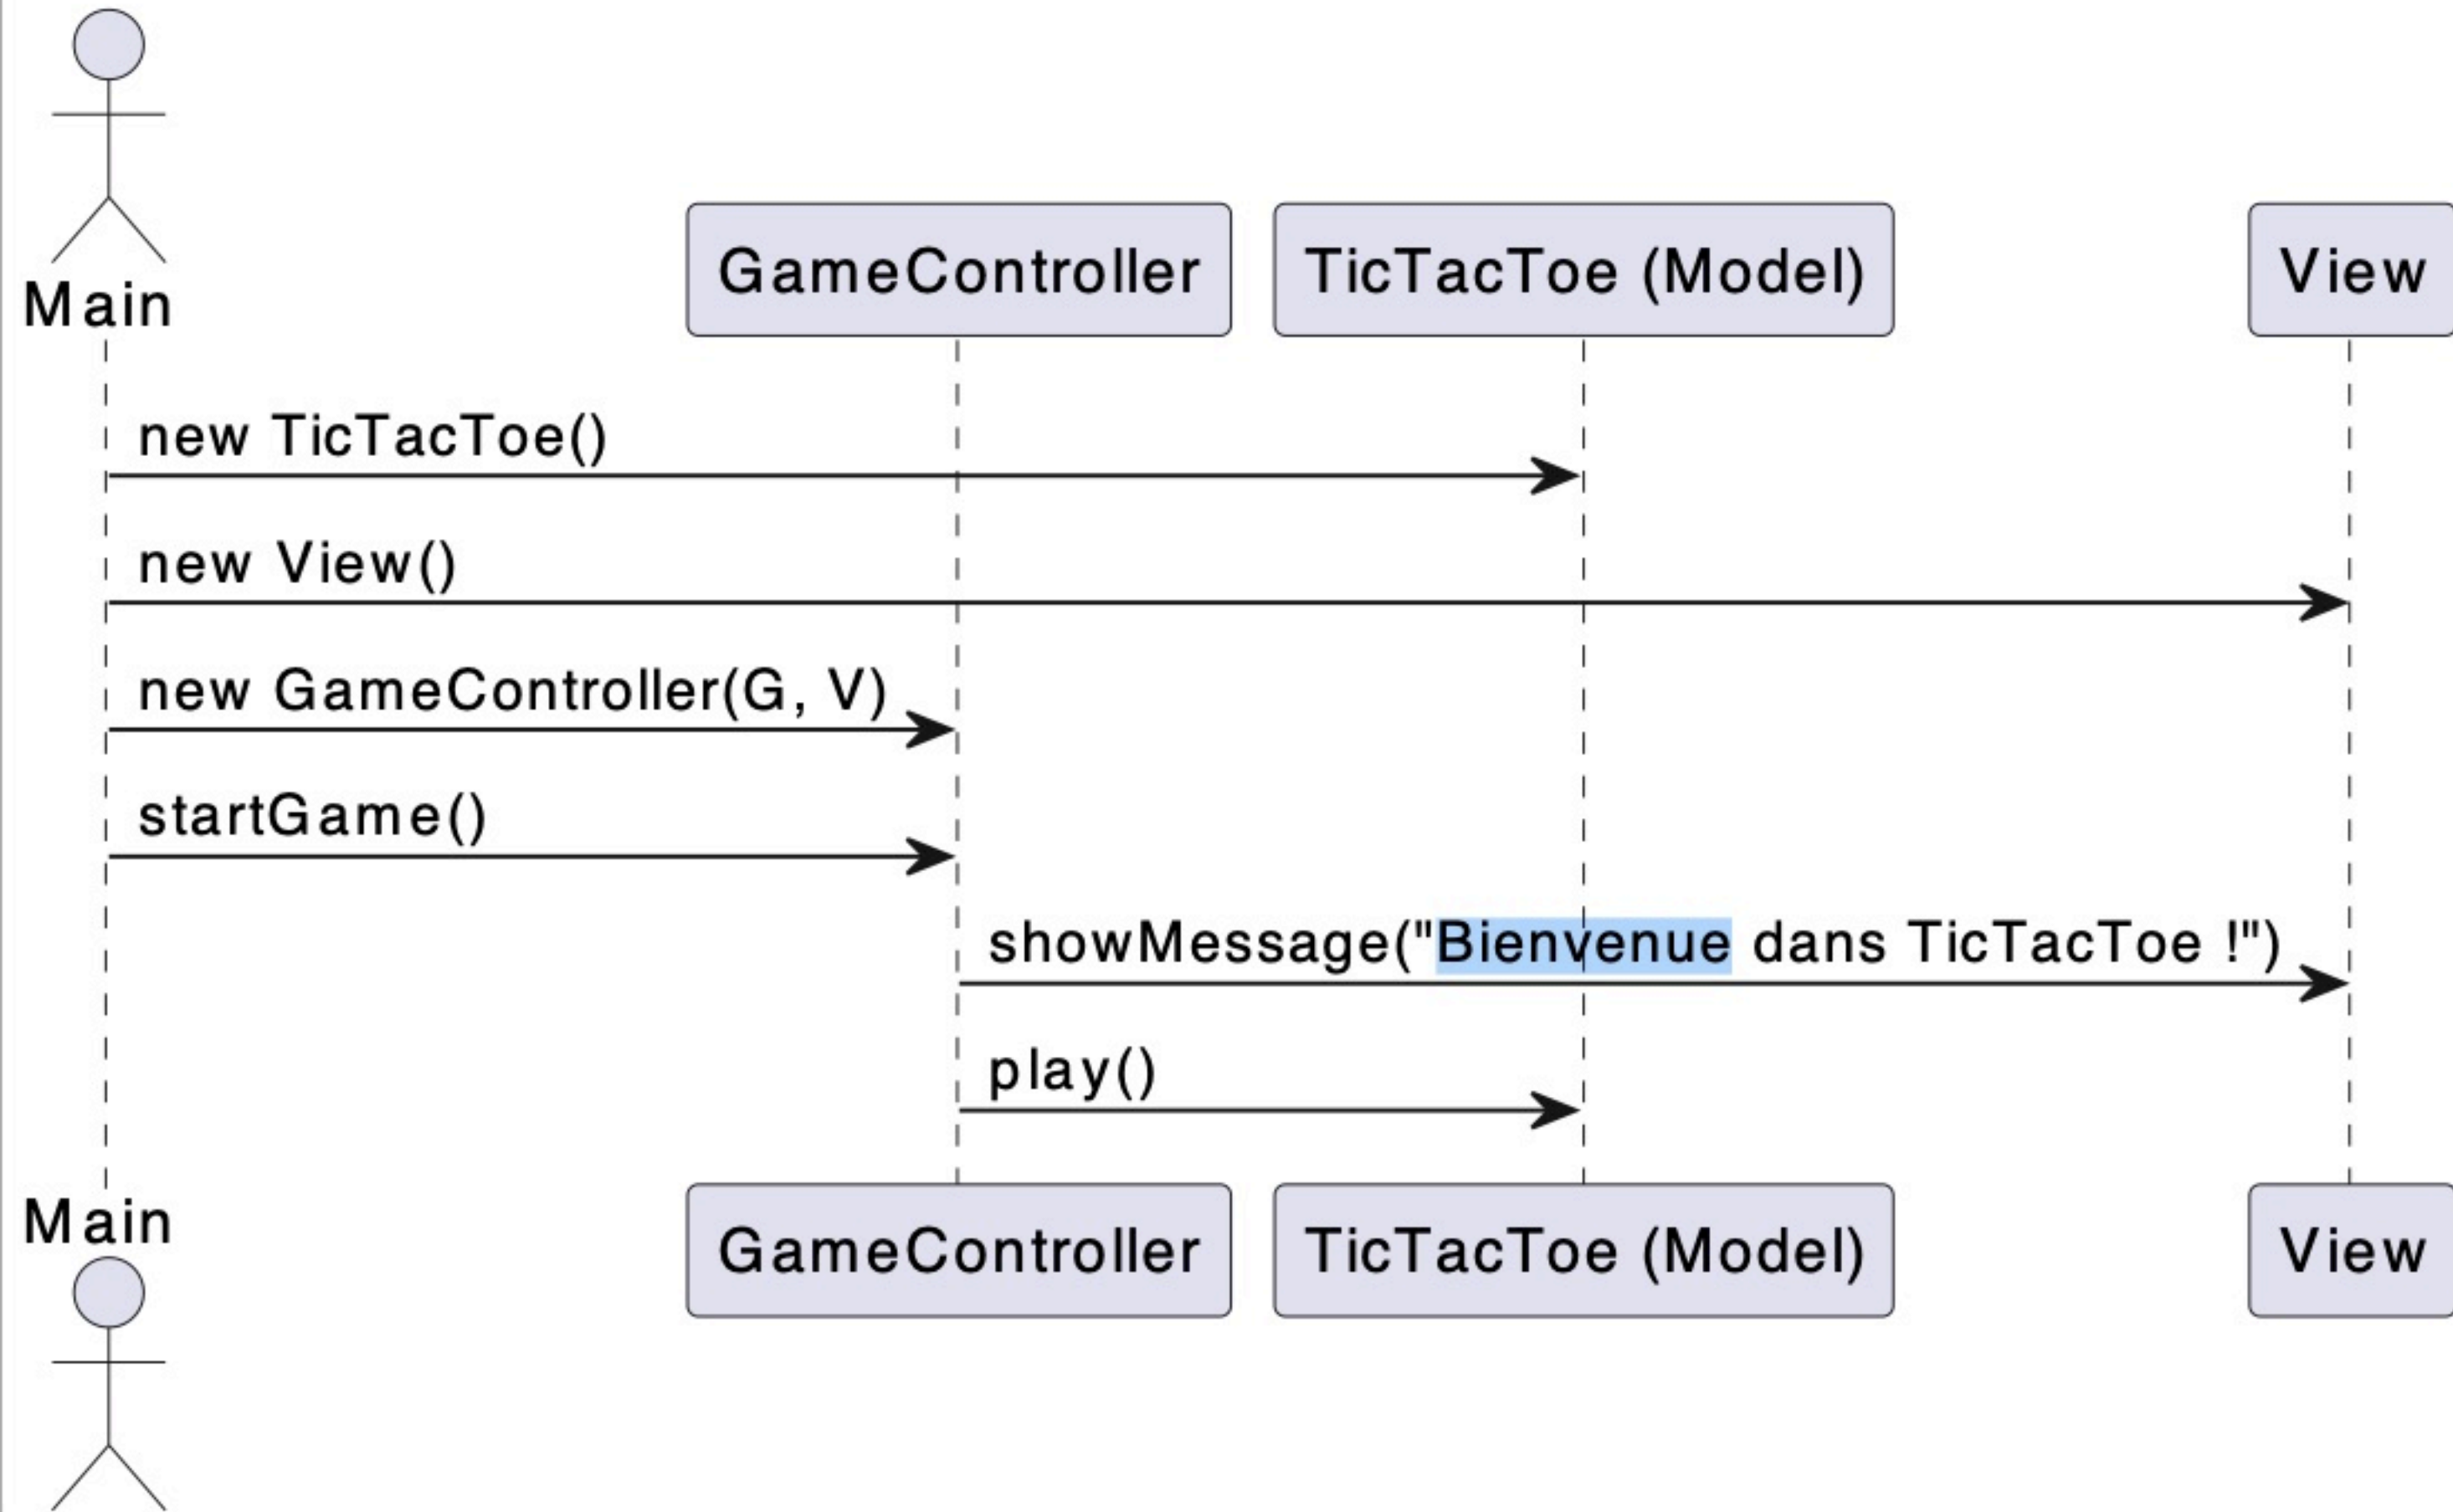 Main
GameController
TicTacToe (Model)
View
new TicTacToe()
new View()
new GameController(G, V)
startGame()
showMessage("Bienvenue dans TicTacToe !")
play()
Main
GameController
TicTacToe (Model)
View